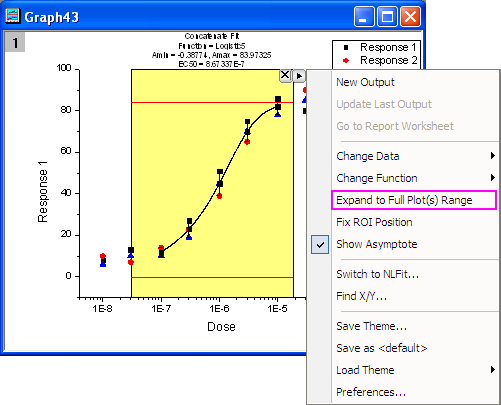 Graph43
1
Concatenate Fit
Function = Logistic5
Amin = -0.38774, Amax = 83.97325
EC50 = 8.67337E-7
Response 1
Response 2
100
80
60
40
20
0
Response 1
1E-8
1E-7
1E-6
1E-5
Dose
New Output
Update Last Output
Go to Report Worksheet
Change Data
Change Function
Expand to Full Plot(s) Range
Fix ROI Position
Show Asymptote
Switch to NLFit...
Find X/Y...
Save Theme...
Save as <default>
Load Theme
Preferences...